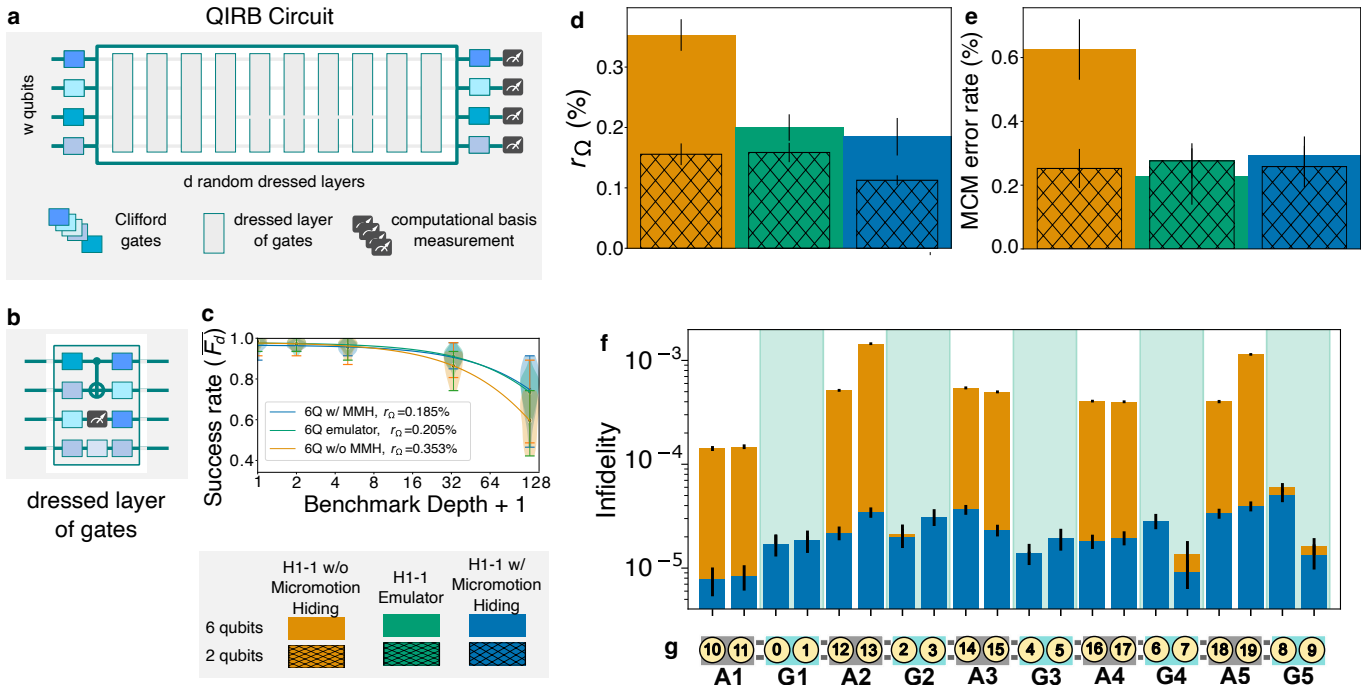 a
QIRB Circuit
w qubits
d random dressed layers
Clifford
gates
dressed layer
of gates
computational basis
measurement
b
dressed layer
of gates
c
Success rate (F̅d)
1.0
0.8
0.6
0.4
6Q w/ MMH, rΩ=0.185%
6Q emulator, rΩ=0.205%
6Q w/o MMH, rΩ=0.353%
1 2 4 8 16 32 64 128
Benchmark Depth + 1
H1-1 w/o
Micromotion
Hiding
H1-1
Emulator
H1-1 w/
Micromotion
Hiding
6 qubits
2 qubits
d
rΩ (%)
0.3
0.2
0.1
0.0
e
MCM error rate (%)
0.6
0.4
0.2
0.0
f
Infidelity
10⁻³
10⁻⁴
10⁻⁵
g
10 11 0 1 12 13 2 3 14 15 4 5 16 17 6 7 18 19 8 9
A1 G1 A2 G2 A3 G3 A4 G4 A5 G5